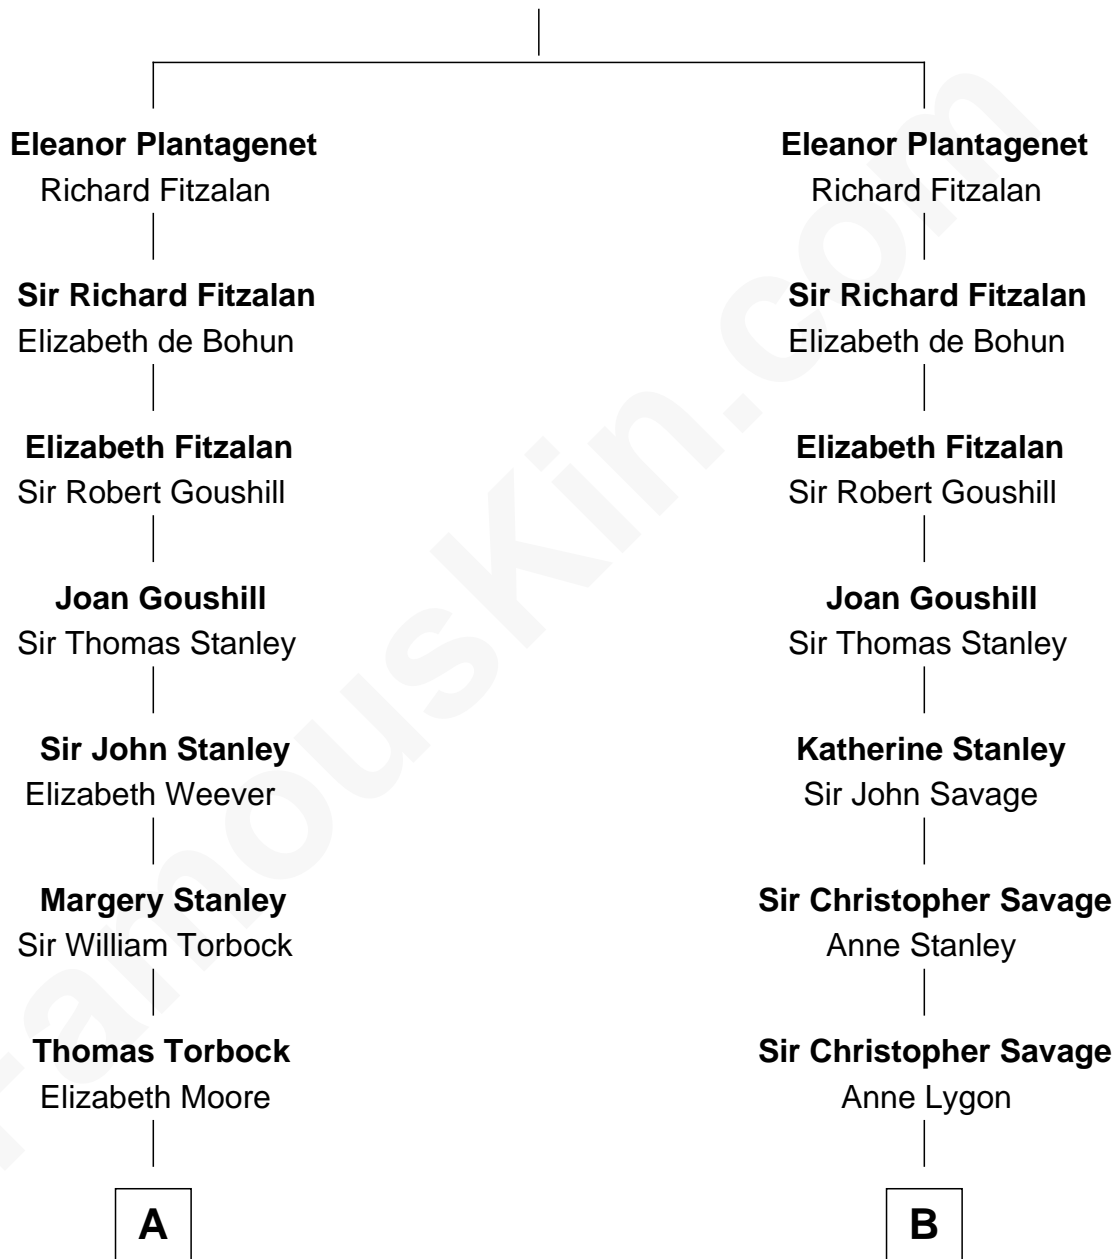 Eleanor Plantagenet
Richard Fitzalan
Sir Richard Fitzalan
Elizabeth de Bohun
Elizabeth Fitzalan
Sir Robert Goushill
Joan Goushill
Sir Thomas Stanley
Sir John Stanley
Elizabeth Weever
Margery Stanley
Sir William Torbock
Thomas Torbock
Elizabeth Moore
A
Eleanor Plantagenet
Richard Fitzalan
Sir Richard Fitzalan
Elizabeth de Bohun
Elizabeth Fitzalan
Sir Robert Goushill
Joan Goushill
Sir Thomas Stanley
Katherine Stanley
Sir John Savage
Sir Christopher Savage
Anne Stanley
Sir Christopher Savage
Anne Lygon
B
FamousKin.com